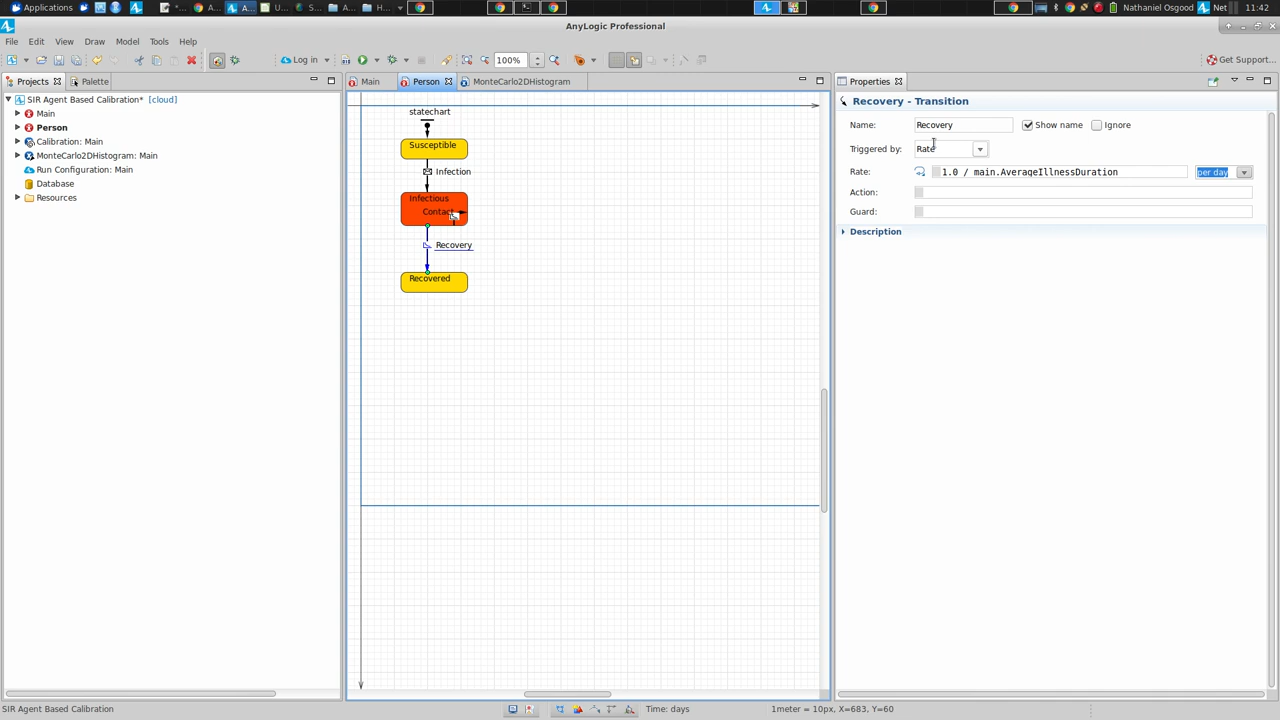 Applications
Nathaniel Osgood
Net
11:42
AnyLogic Professional
File Edit View Draw Model Tools Help
Log in
100%
Get Support...
Projects
Palette
Main
Person
MonteCarlo2DHistogram
Properties
SIR Agent Based Calibration* [cloud]
Main
Person
Calibration: Main
MonteCarlo2DHistogram: Main
Run Configuration: Main
Database
Resources
statechart
Susceptible
Infection
Infectious
Contact
Recovery
Recovered
Recovery - Transition
Name: Recovery Show name Ignore
Triggered by: Rate
Rate: 1.0 / main.AverageIllnessDuration per day
Action:
Guard:
Description
SIR Agent Based Calibration
Time: days
1meter = 10px, X=683, Y=60